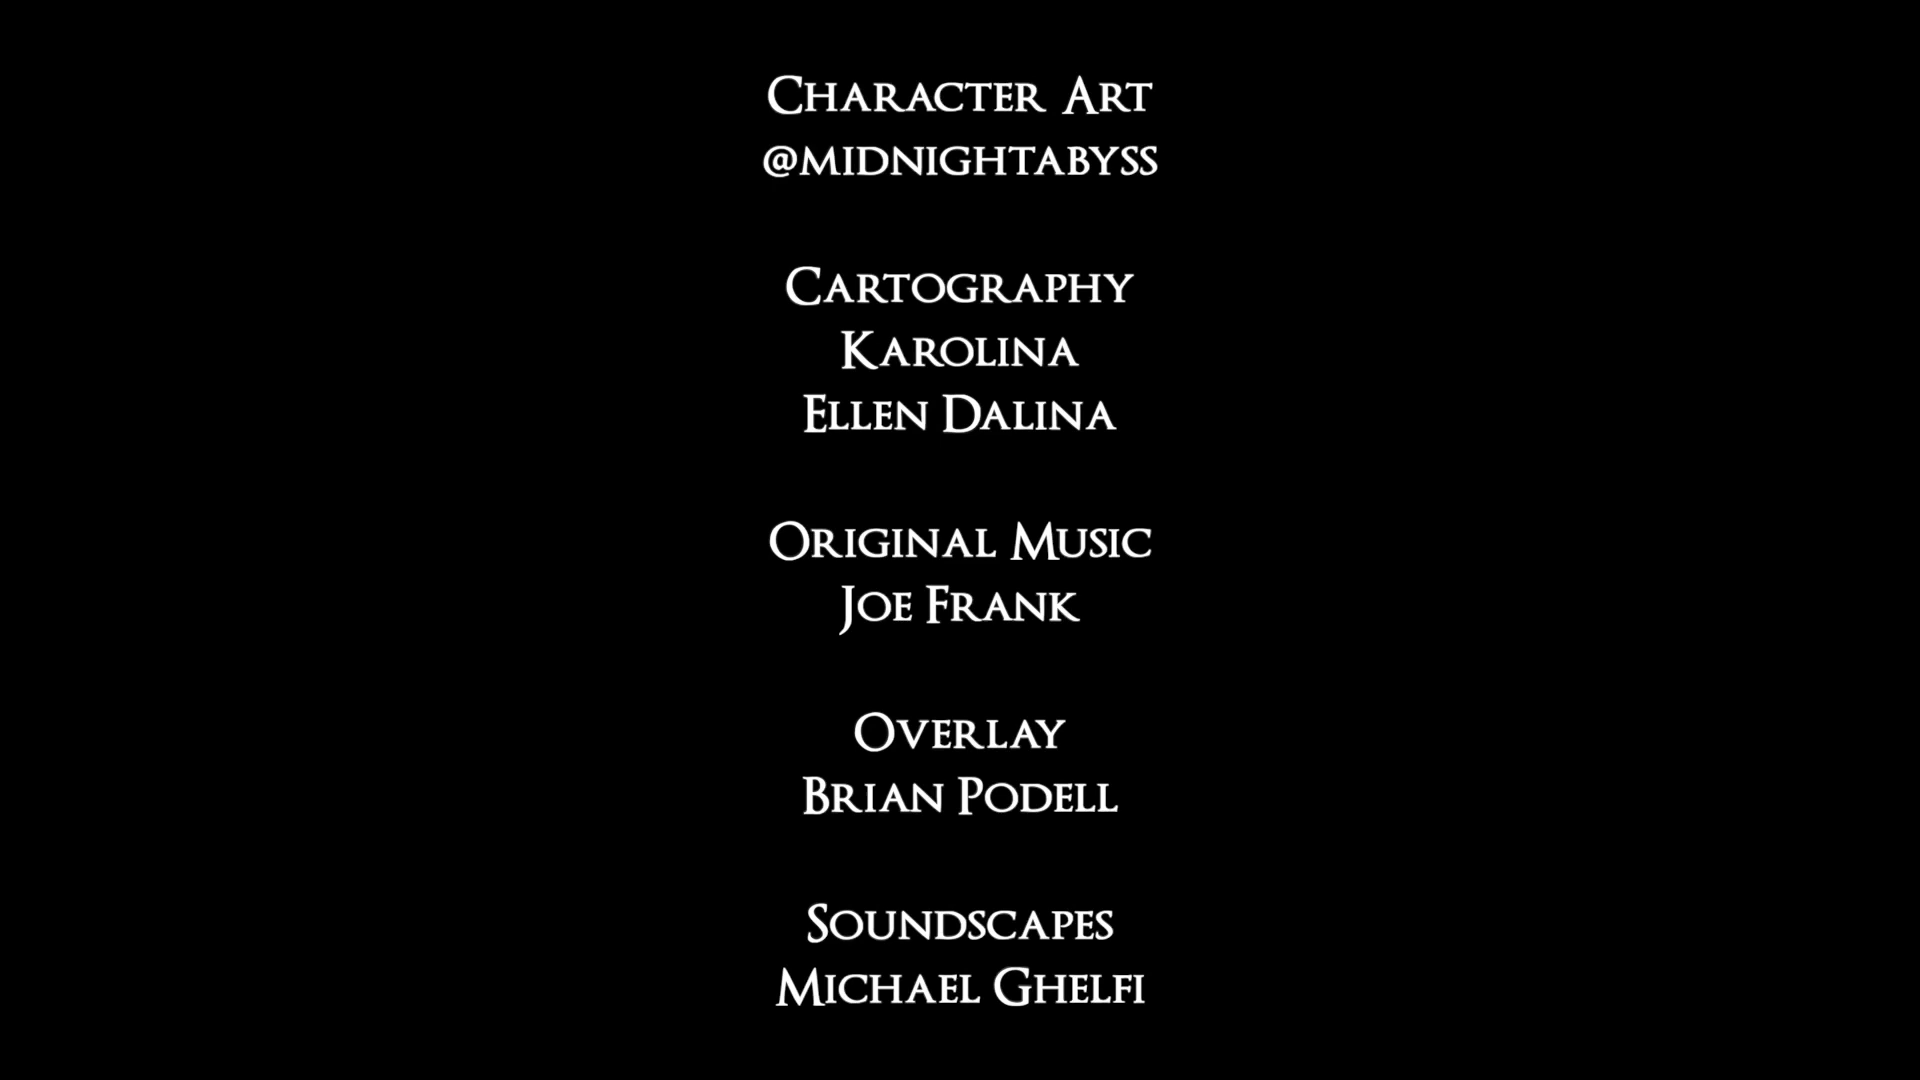 Character Art
@midnightabyss
Cartography
Karolina
Ellen Dalina
Original Music
Joe Frank
Overlay
Brian Podell
Soundscapes
Michael Ghelfi